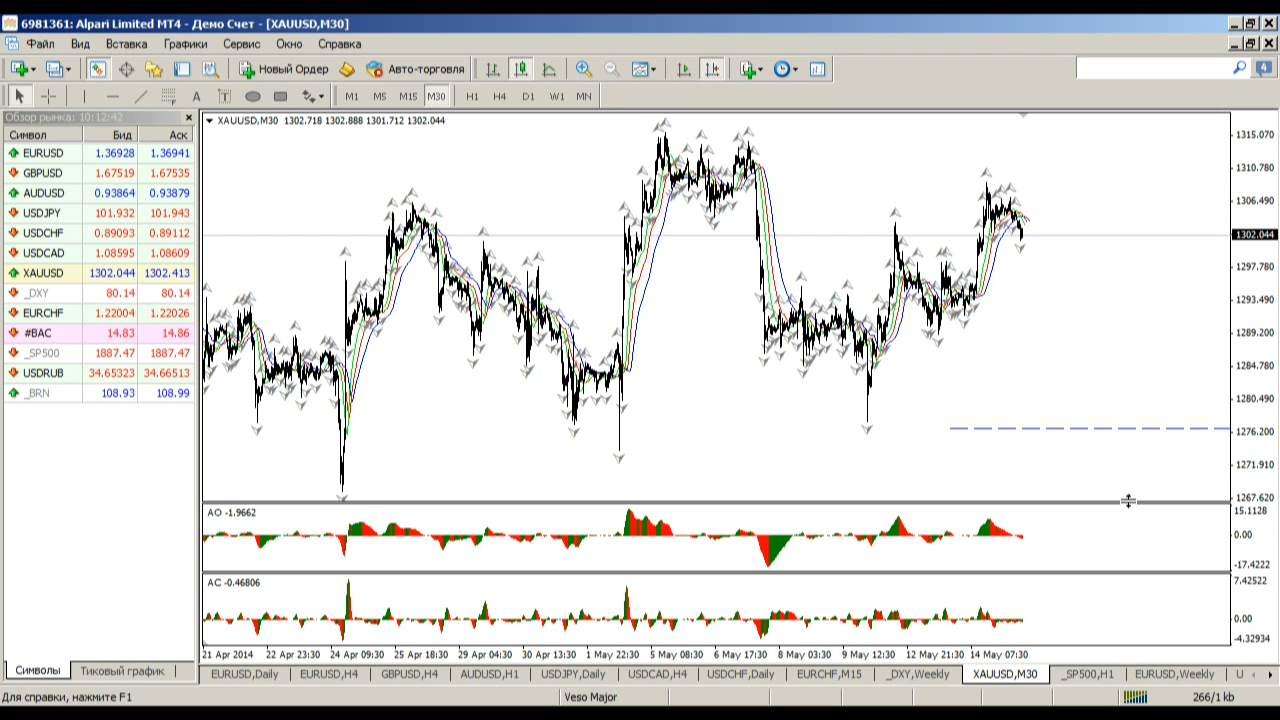 6981361: Alpari Limited MT4 - Демо Счет - [XAUUSD,M30]
Файл Вид Вставка Графики Сервис Окно Справка
Новый Ордер Авто-торговля 4
A T M1 M5 M15 M30 H1 H4 D1 W1 MN
Обзор рынка: 10:12:42
Символ Бид Аск
EURUSD 1.36928 1.36941
GBPUSD 1.67519 1.67535
AUDUSD 0.93864 0.93879
USDJPY 101.932 101.943
USDCHF 0.89093 0.89112
USDCAD 1.08595 1.08609
XAUUSD 1302.044 1302.413
_DXY 80.14 80.14
EURCHF 1.22004 1.22026
#BAC 14.83 14.86
_SP500 1887.47 1887.47
USDRUB 34.65323 34.66513
_BRN 108.93 108.99
Символы Тиковый график
XAUUSD,M30 1302.718 1302.888 1301.712 1302.044
1315.070
1310.780
1306.490
1302.044
1297.780
1293.490
1289.200
1284.780
1280.490
1276.200
1271.910
1267.620
AO -1.9662
15.1128
0.00
-17.4222
AC -0.46806
7.42522
0.00
-4.32934
21 Apr 2014 22 Apr 23:30 24 Apr 09:30 25 Apr 18:30 29 Apr 04:30 30 Apr 13:30 1 May 22:30 5 May 08:30 6 May 17:30 8 May 03:30 9 May 12:30 12 May 21:30 14 May 07:30
EURUSD,Daily EURUSD,H4 GBPUSD,H4 AUDUSD,H1 USDJPY,Daily USDCAD,H4 USDCHF,Daily EURCHF,M15 _DXY,Weekly XAUUSD,M30 _SP500,H1 EURUSD,Weekly U
Для справки, нажмите F1 Veso Major 266/1 kb